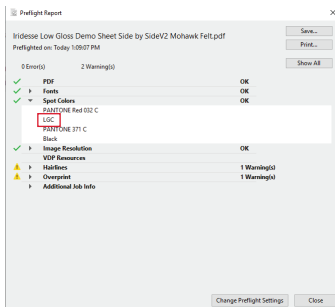 Preflight Report
Iridesse Low Gloss Demo Sheet Side by SideV2 Mohawk Felt.pdf
Save...
Preflighted on: Today 1:09:07 PM
Print...
0 Error(s) 2 Warning(s)
Show All
PDF OK
Fonts OK
Spot Colors OK
PANTONE Red 032 C
LGC
PANTONE 371 C
Black
Image Resolution OK
VDP Resources
Hairlines 1 Warning(s)
Overprint 1 Warning(s)
Additional Job Info
Change Preflight Settings Close